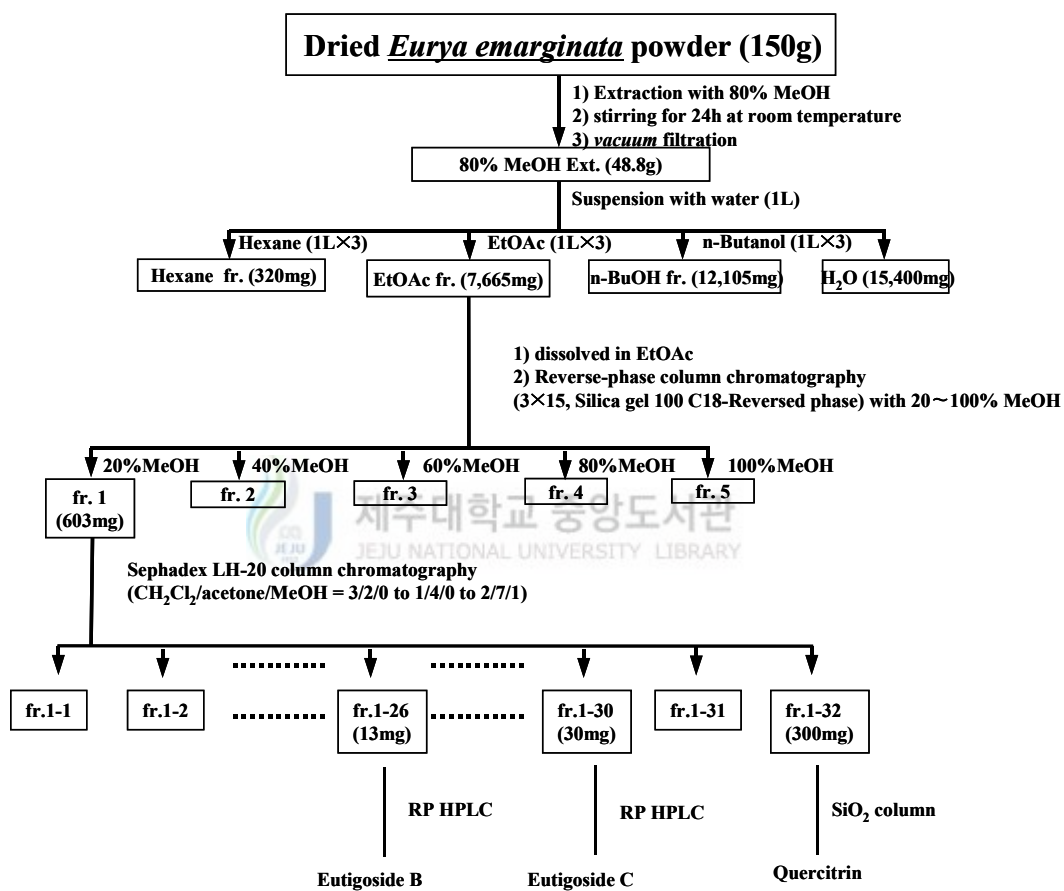 Dried Eurya emarginata powder (150g)
1) Extraction with 80% MeOH
2) stirring for 24h at room temperature
3) vacuum filtration
80% MeOH Ext. (48.8g)
Suspension with water (1L)
Hexane (1L×3) EtOAc (1L×3) n-Butanol (1L×3)
Hexane fr. (320mg) EtOAc fr. (7,665mg) n-BuOH fr. (12,105mg) H₂O (15,400mg)
1) dissolved in EtOAc
2) Reverse-phase column chromatography
(3×15, Silica gel 100 C18-Reversed phase) with 20～100% MeOH
20%MeOH 40%MeOH 60%MeOH 80%MeOH 100%MeOH
fr. 1 fr. 2 fr. 3 fr. 4 fr. 5
(603mg)
제주대학교 중앙도서관
JEJU
JEJU NATIONAL UNIVERSITY LIBRARY
Sephadex LH-20 column chromatography
(CH₂Cl₂/acetone/MeOH = 3/2/0 to 1/4/0 to 2/7/1)
fr.1-1 fr.1-2 fr.1-26 fr.1-30 fr.1-31 fr.1-32
(13mg) (30mg) (300mg)
RP HPLC RP HPLC SiO₂ column
Eutigoside B Eutigoside C Quercitrin